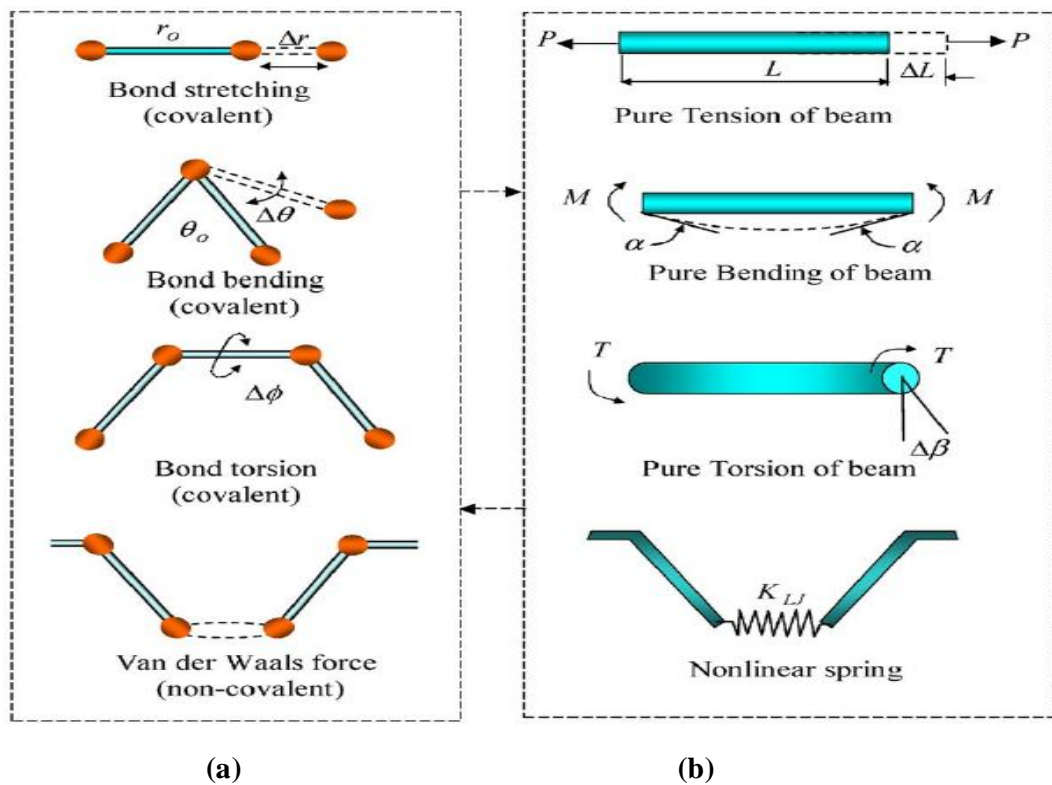 r_o
Δr
Bond stretching
(covalent)
Δθ
θ_o
Bond bending
(covalent)
Δϕ
Bond torsion
(covalent)
Van der Waals force
(non-covalent)
(a)
P
P
L
ΔL
Pure Tension of beam
M
M
α
α
Pure Bending of beam
T
T
Δβ
Pure Torsion of beam
K_LJ
Nonlinear spring
(b)